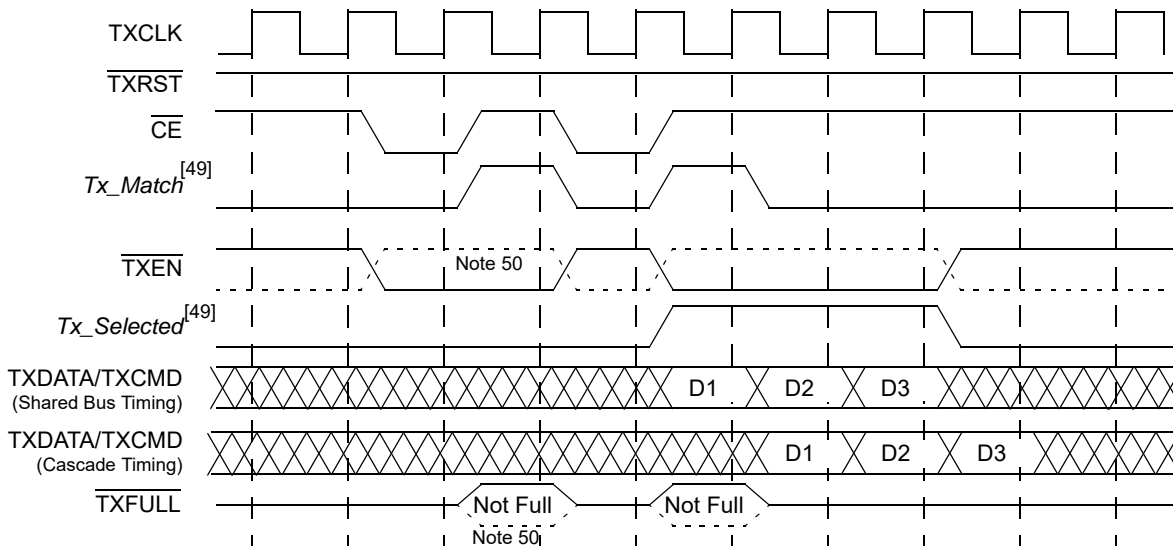 TXCLK
TXRST
CE
Tx_Match[49]
TXEN
Note 50
Tx_Selected[49]
TXDATA/TXCMD
(Shared Bus Timing)
D1 D2 D3
TXDATA/TXCMD
(Cascade Timing)
D1 D2 D3
TXFULL
Not Full Not Full
Note 50